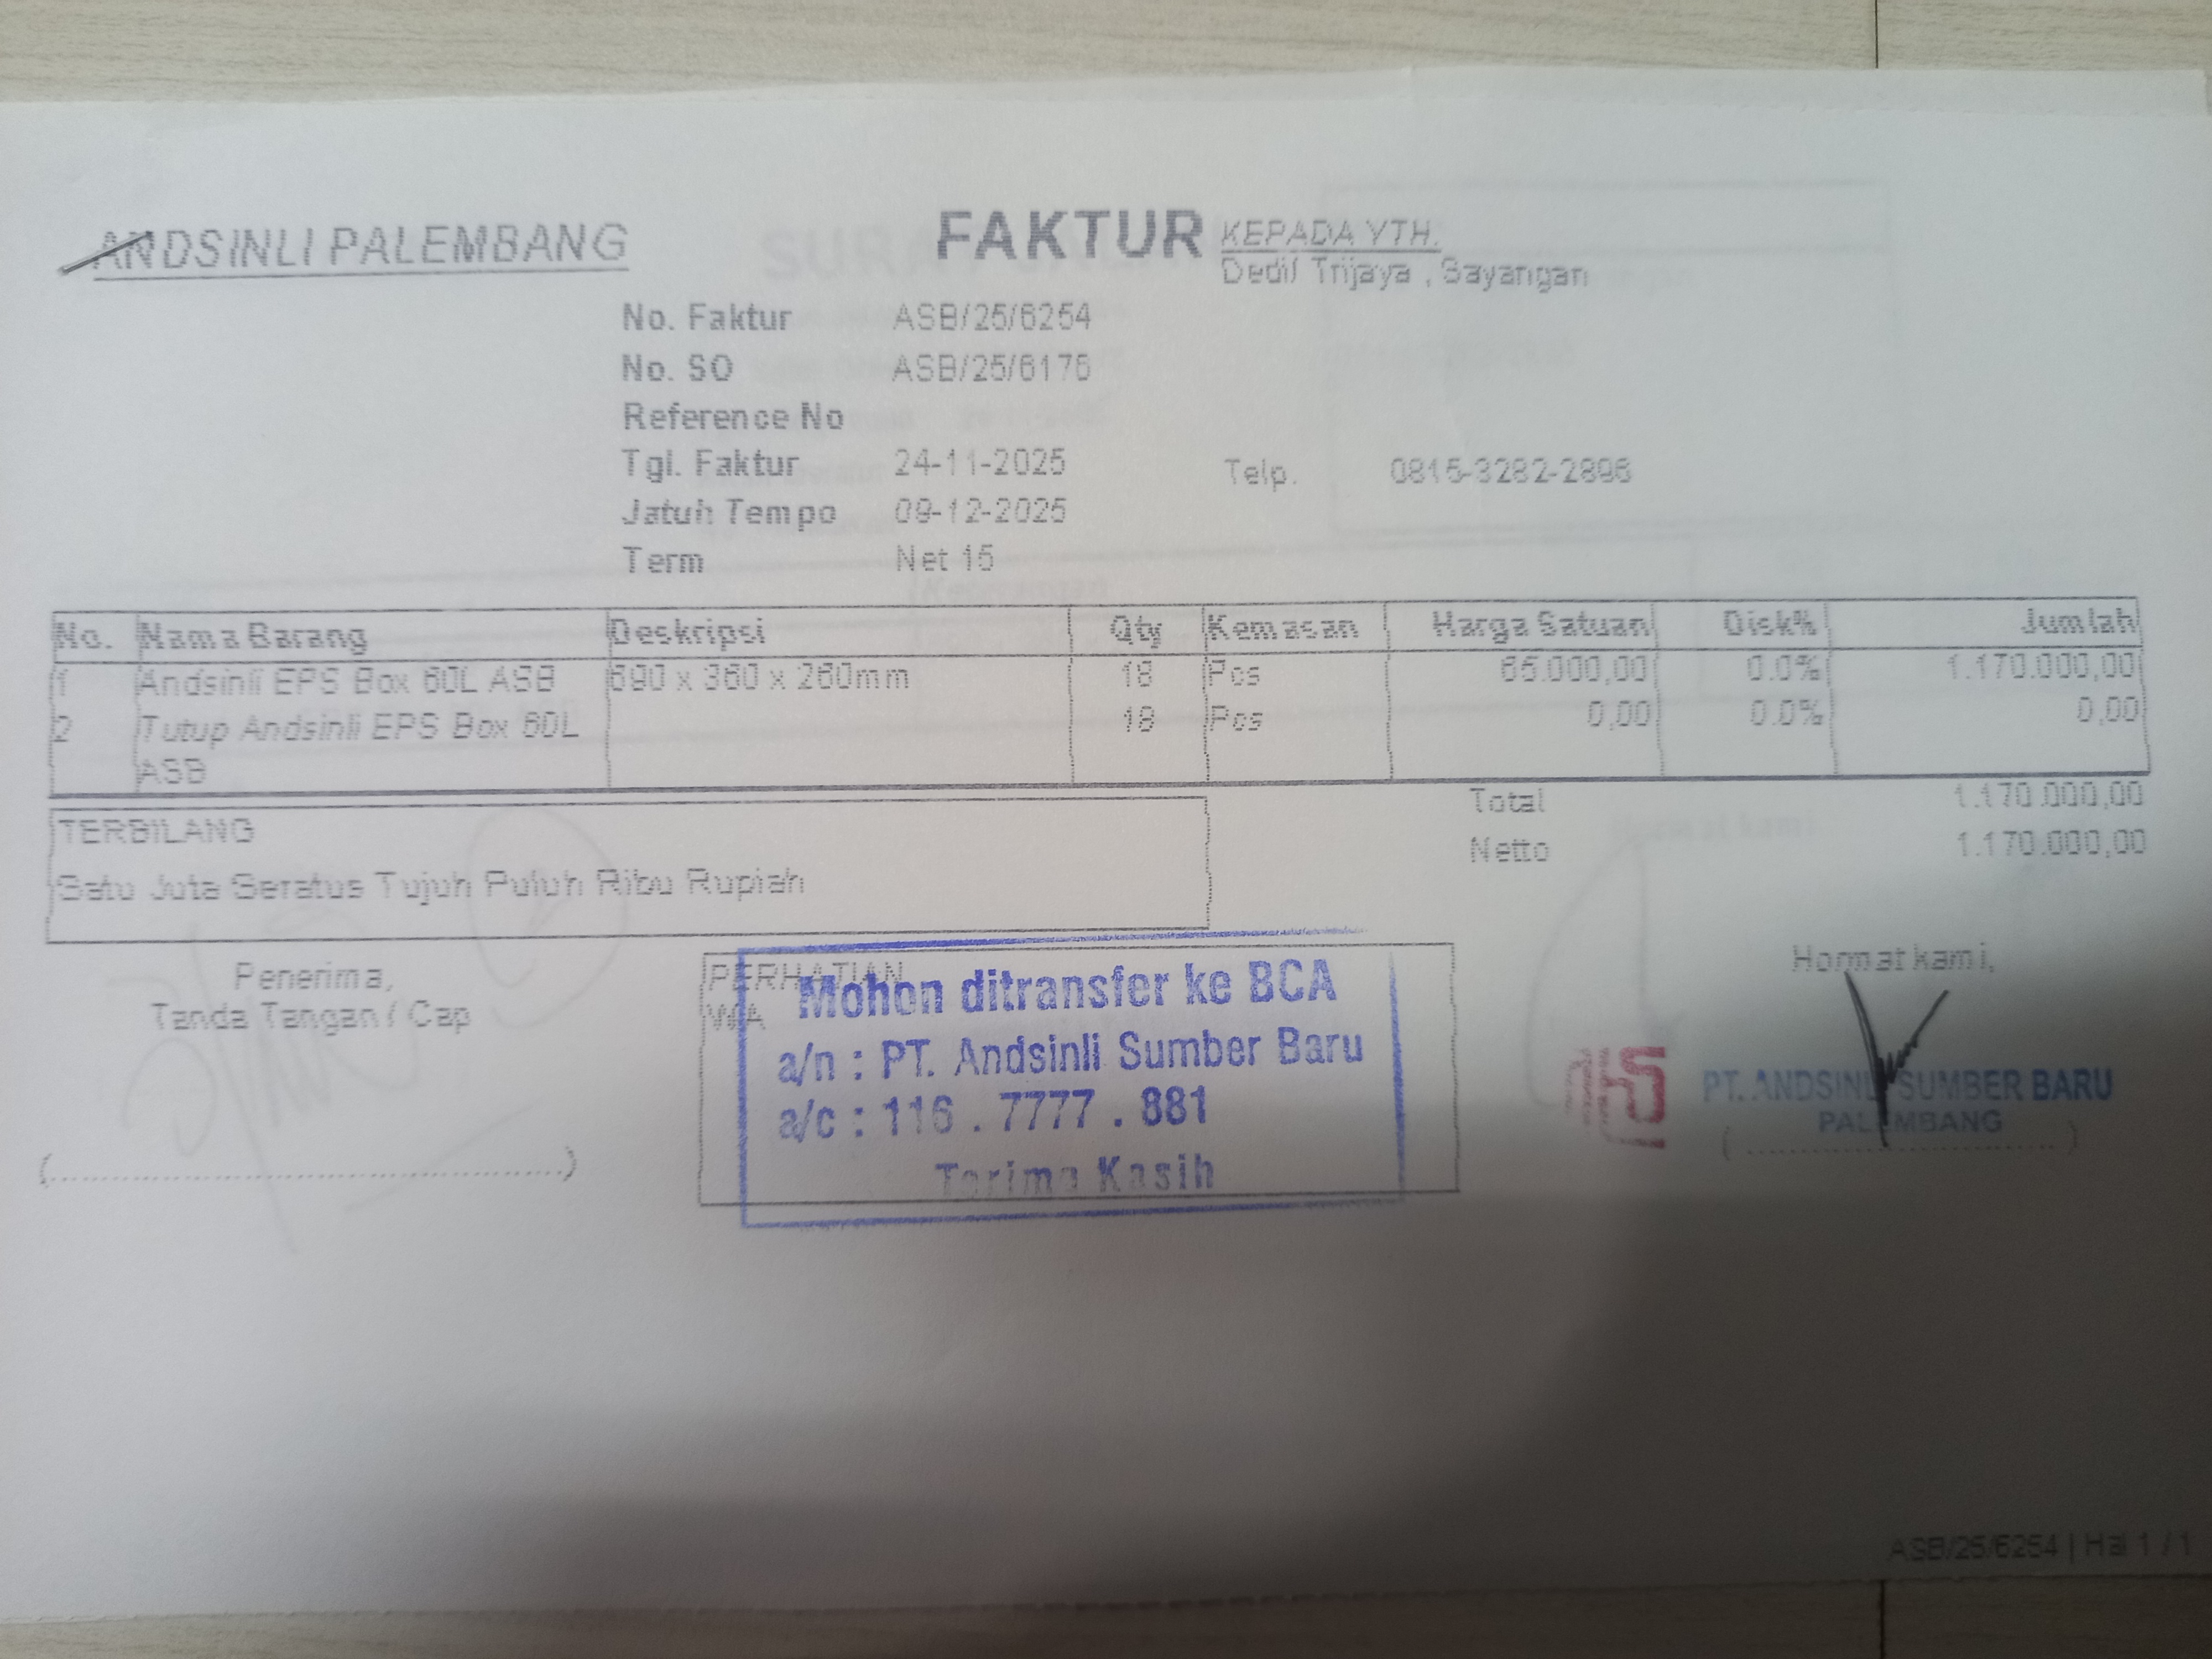 ANDSINLI PALEMBANG
FAKTUR
KEPADA YTH.
Dedi/ Trijaya , Sayangan
No. Faktur ASB/25/6254
No. SO ASB/25/6176
Reference No
Tgl. Faktur 24-11-2025
Telp. 0815-3282-2896
Jatuh Tempo 09-12-2025
Term Net 15
No. Nama Barang Deskripsi Qty Kemasan Harga Satuan Disk% Jumlah
1 Andsinli EPS Box 60L ASB 690 x 360 x 260mm 18 Pcs 65.000,00 0.0% 1.170.000,00
2 Tutup Andsinli EPS Box 60L 18 Pcs 0,00 0.0% 0,00
ASB
Total 1.170.000,00
Netto 1.170.000,00
TERBILANG
Satu Juta Seratus Tujuh Puluh Ribu Rupiah
Penerima,
Tanda Tangan / Cap
(..........................................)
PERHATIAN
WA
Mohon ditransfer ke BCA
a/n : PT. Andsinli Sumber Baru
a/c : 116 . 7777 . 881
Terima Kasih
Hormat kami,
PT. ANDSINLI SUMBER BARU
PALEMBANG
( .............................. )
ASB/25/6254 | Hal 1 / 1